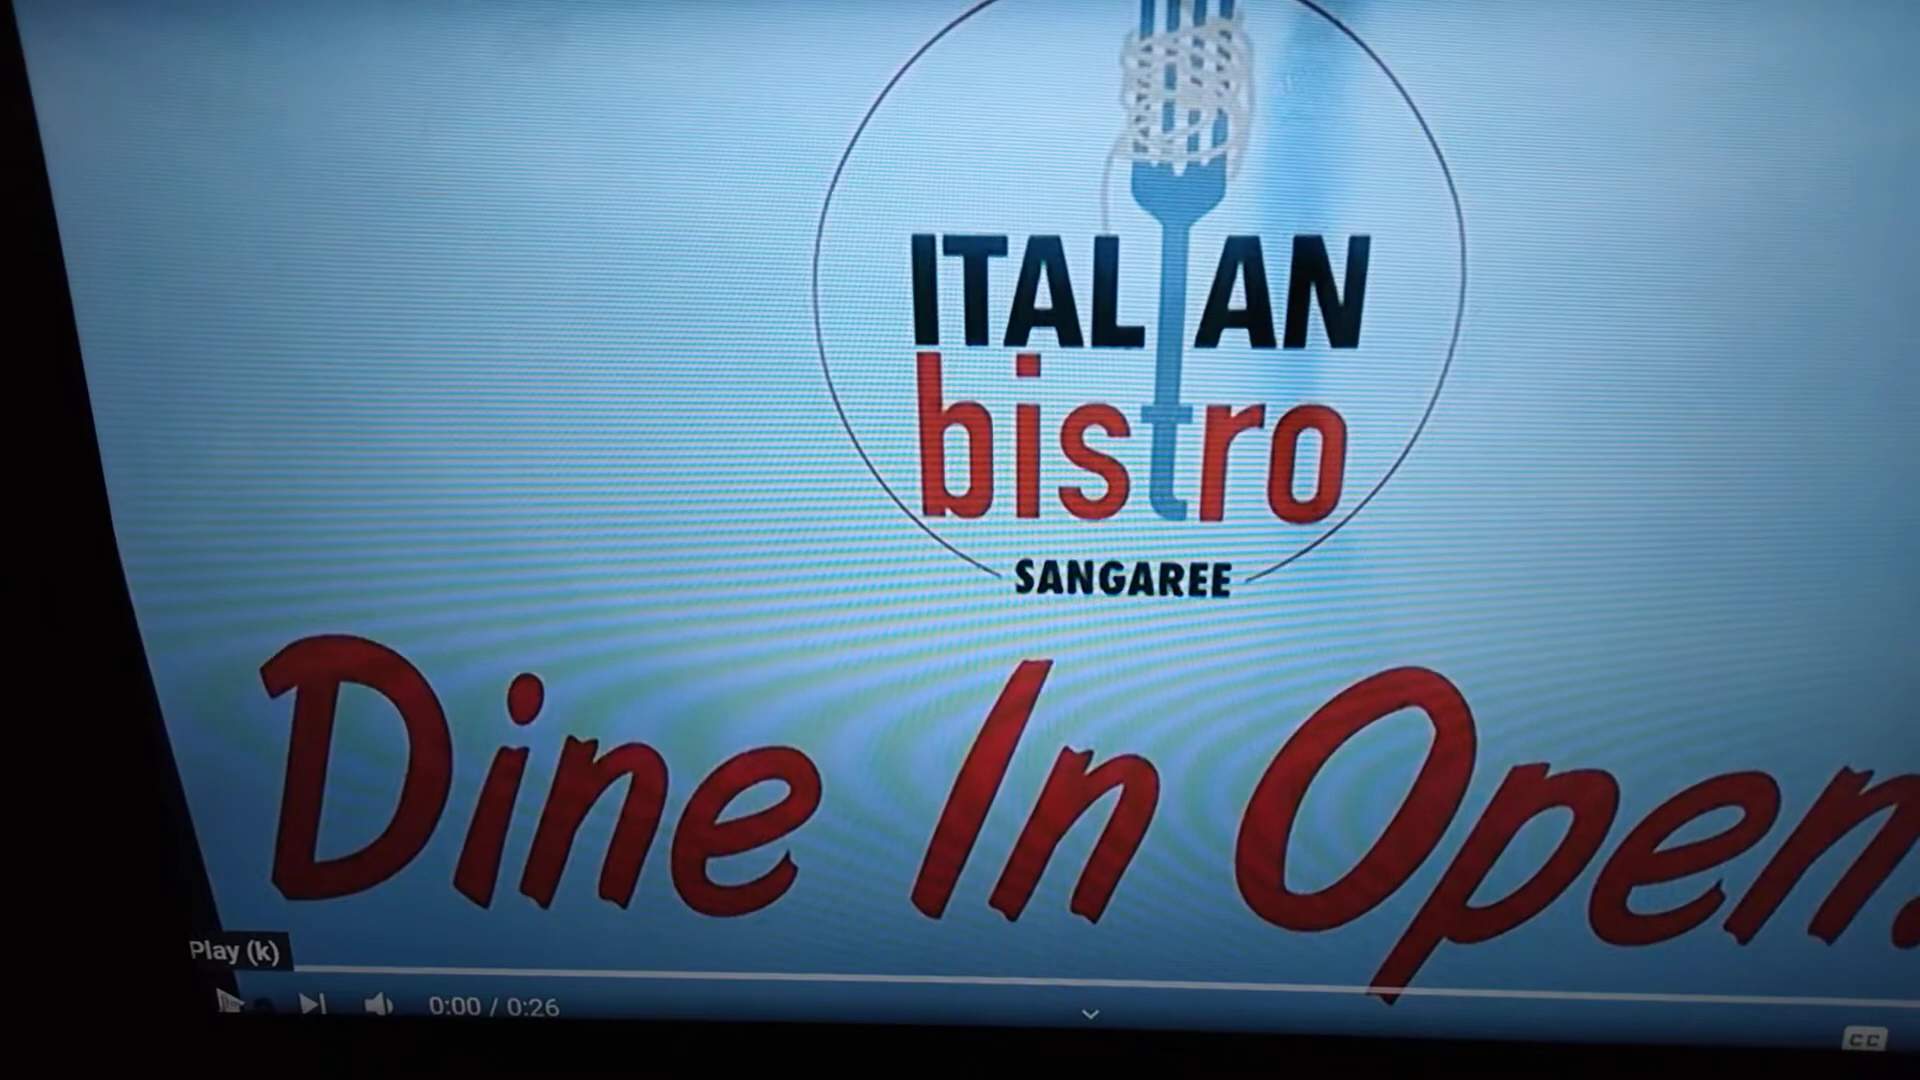 ITALIAN
bistro
SANGAREE
Dine In Open.
Play (k)
0:00 / 0:26
CC